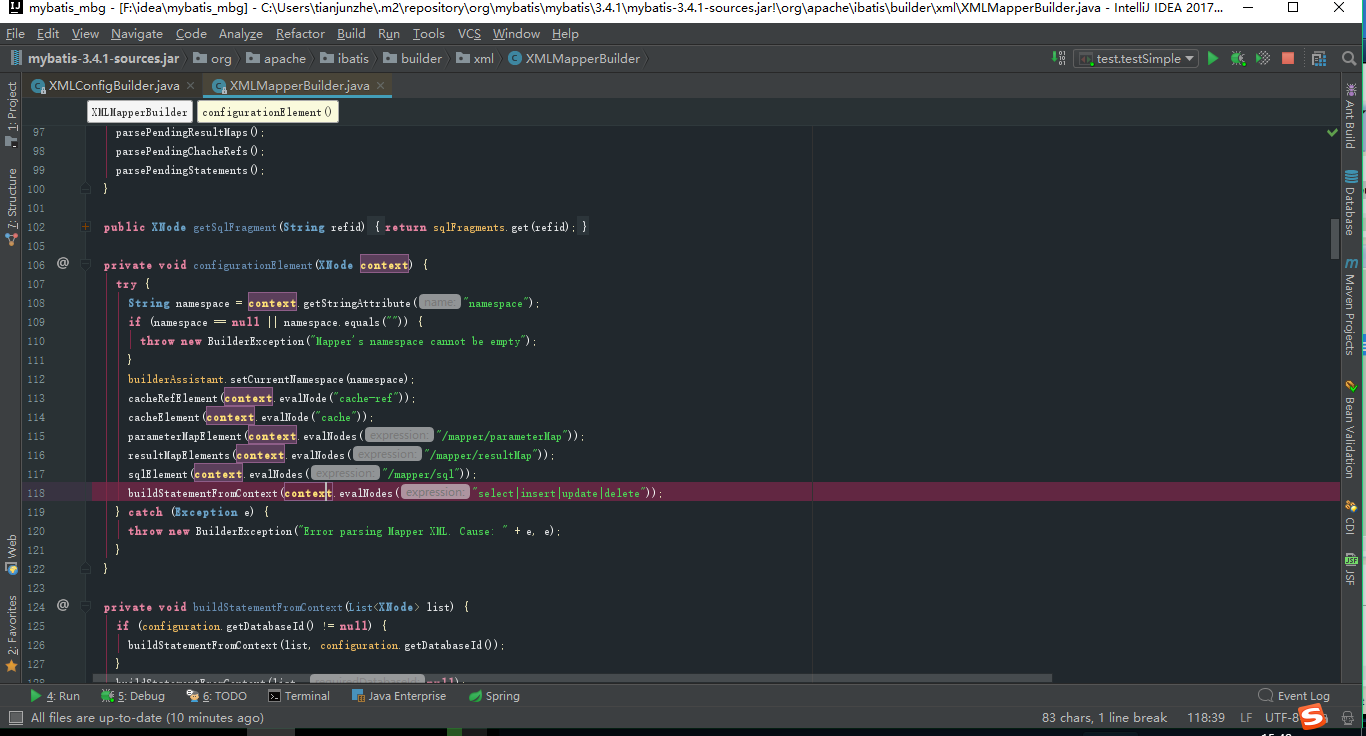 mybatis_mbg - [F:\idea\mybatis_mbg] - C:\Users\tianjunzhe\.m2\repository\org\mybatis\mybatis\3.4.1\mybatis-3.4.1-sources.jar!\org\apache\ibatis\builder\xml\XMLMapperBuilder.java - IntelliJ IDEA 2017...
File Edit View Navigate Code Analyze Refactor Build Run Tools VCS Window Help
mybatis-3.4.1-sources.jar org apache ibatis builder xml XMLMapperBuilder test.testSimple
XMLConfigBuilder.java XMLMapperBuilder.java
XMLMapperBuilder configurationElement()
97 parsePendingResultMaps();
98 parsePendingChacheRefs();
99 parsePendingStatements();
100 }
101
102 public XNode getSqlFragment(String refid) { return sqlFragments.get(refid); }
105
106 @ private void configurationElement(XNode context) {
107 try {
108 String namespace = context.getStringAttribute( name: "namespace");
109 if (namespace == null || namespace.equals("")) {
110 throw new BuilderException("Mapper's namespace cannot be empty");
111 }
112 builderAssistant.setCurrentNamespace(namespace);
113 cacheRefElement(context.evalNode("cache-ref"));
114 cacheElement(context.evalNode("cache"));
115 parameterMapElement(context.evalNodes( expression: "/mapper/parameterMap"));
116 resultMapElements(context.evalNodes( expression: "/mapper/resultMap"));
117 sqlElement(context.evalNodes( expression: "/mapper/sql"));
118 buildStatementFromContext(context.evalNodes( expression: "select|insert|update|delete"));
119 } catch (Exception e) {
120 throw new BuilderException("Error parsing Mapper XML. Cause: " + e, e);
121 }
122 }
123
124 @ private void buildStatementFromContext(List<XNode> list) {
125 if (configuration.getDatabaseId() != null) {
126 buildStatementFromContext(list, configuration.getDatabaseId());
127 }
1: Project
7: Structure
Web
2: Favorites
Ant Build
Database
Maven Projects
Bean Validation
CDI
JSF
4: Run 5: Debug 6: TODO Terminal Java Enterprise Spring Event Log
All files are up-to-date (10 minutes ago) 83 chars, 1 line break 118:39 LF UTF-8